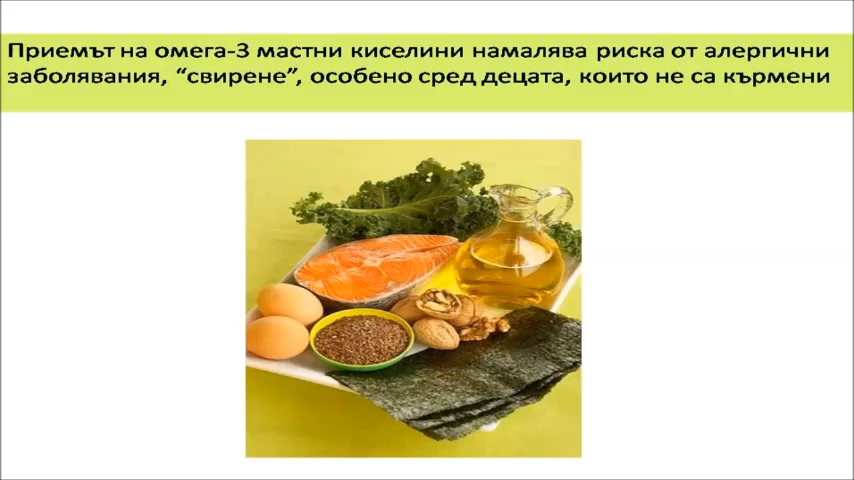 Приемът на омега-3 мастни киселини намалява риска от алергични
заболявания, “свирене”, особено сред децата, които не са кърмени